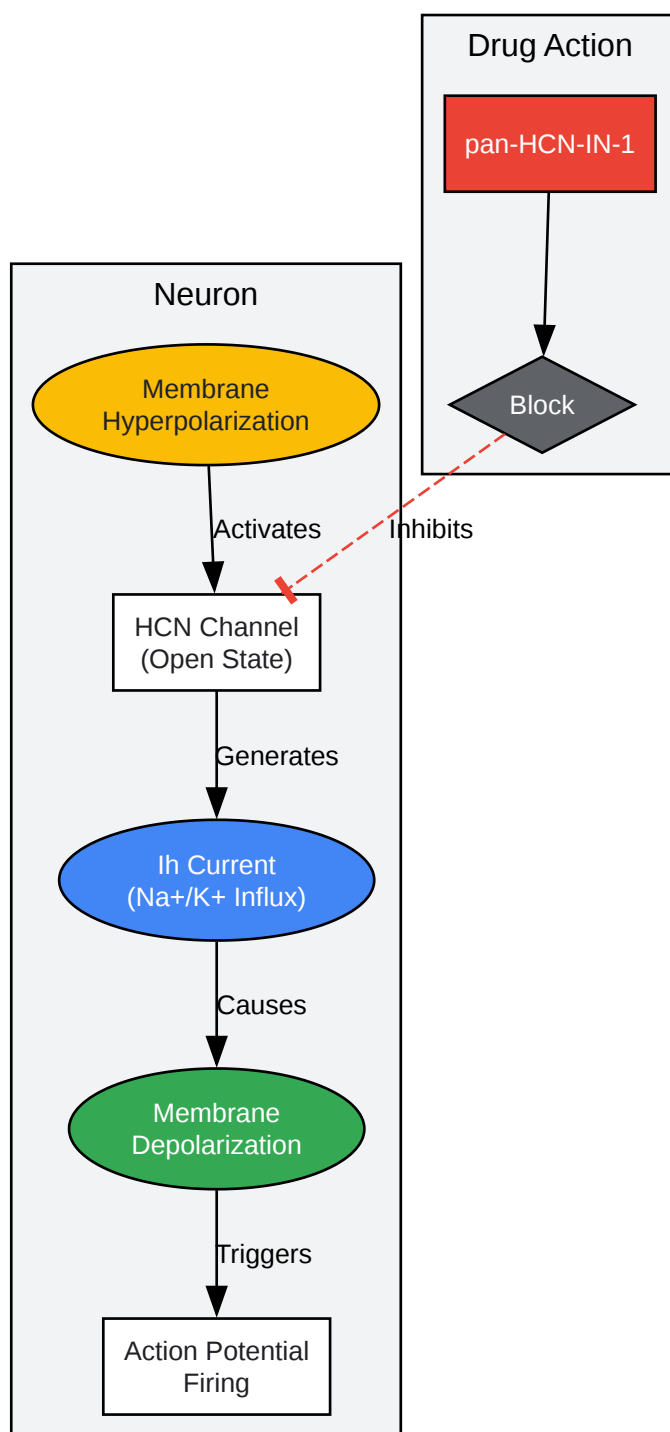 Drug Action
pan-HCN-IN-1
Block
Inhibits
Neuron
Membrane
Hyperpolarization
Activates
HCN Channel
(Open State)
Generates
Ih Current
(Na+/K+ Influx)
Causes
Membrane
Depolarization
Triggers
Action Potential
Firing